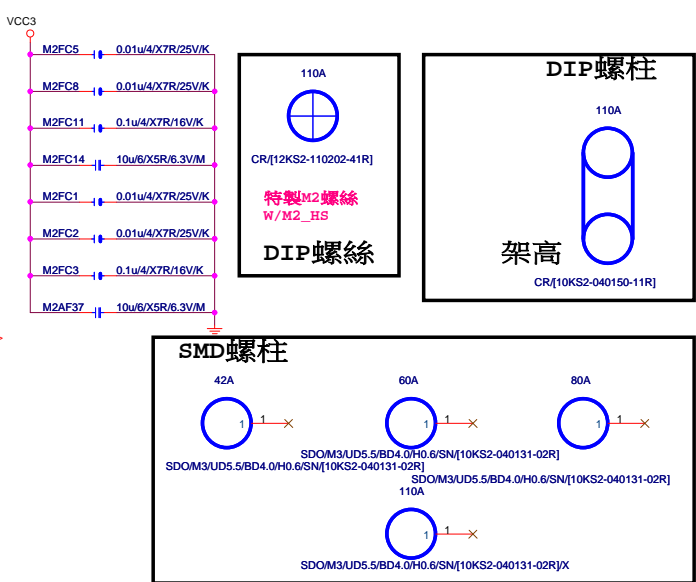 VCC3
M2FC5 0.01u/4/X7R/25V/K
M2FC8 0.01u/4/X7R/25V/K
M2FC11 0.1u/4/X7R/16V/K
M2FC14 10u/6/X5R/6.3V/M
M2FC1 0.01u/4/X7R/25V/K
M2FC2 0.01u/4/X7R/25V/K
M2FC3 0.1u/4/X7R/16V/K
M2AF37 10u/6/X5R/6.3V/M
110A
CR/[12KS2-110202-41R]
特製M2螺絲
W/M2_HS
DIP螺絲
DIP螺柱
110A
架高
CR/[10KS2-040150-11R]
SMD螺柱
42A 60A 80A
1 1 1 1 1 1
SDO/M3/UD5.5/BD4.0/H0.6/SN/[10KS2-040131-02R]
SDO/M3/UD5.5/BD4.0/H0.6/SN/[10KS2-040131-02R]
SDO/M3/UD5.5/BD4.0/H0.6/SN/[10KS2-040131-02R]
110A
1 1
SDO/M3/UD5.5/BD4.0/H0.6/SN/[10KS2-040131-02R]/X